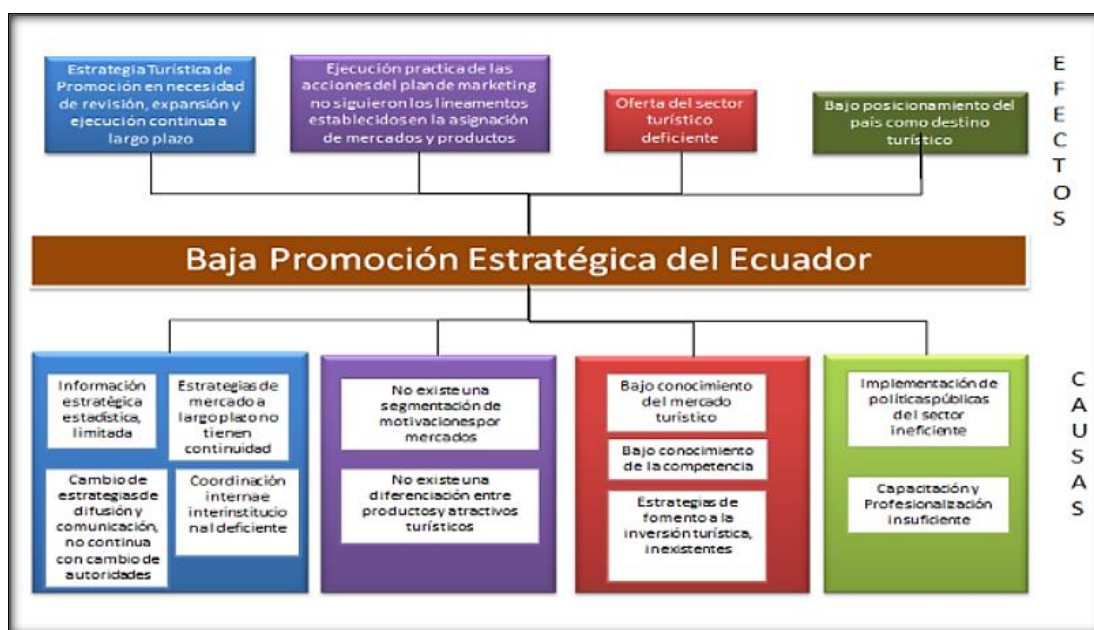 Estrategia Turística de
Promoción en necesidad
de revisión, expansión y
ejecución continua a
largo plazo
Ejecución practica de las
acciones del plan de marketing
no siguieron los lineamentos
establecidos en la asignación
de mercados y productos
Oferta del sector
turístico
deficiente
Bajo posicionamiento del
país como destino
turístico
EFECTOS
Baja Promoción Estratégica del Ecuador
Información
estratégica
estadística,
limitada
Estrategias de
mercado a
largo plazo no
tienen
continuidad
Cambio de
estrategias de
difusión y
comunicación,
no continua
con cambio de
autoridades
Coordinación
interna e
interinstitucio
nal deficiente
No existe una
segmentación de
motivaciones por
mercados
No existe una
diferenciación entre
productos y atractivos
turísticos
Bajo conocimiento
del mercado
turístico
Bajo conocimiento
de la competencia
Estrategias de
fomento a la
inversión turística,
inexistentes
Implementación de
políticas públicas
del sector
ineficiente
Capacitación y
Profesionalización
insuficiente
CAUSAS